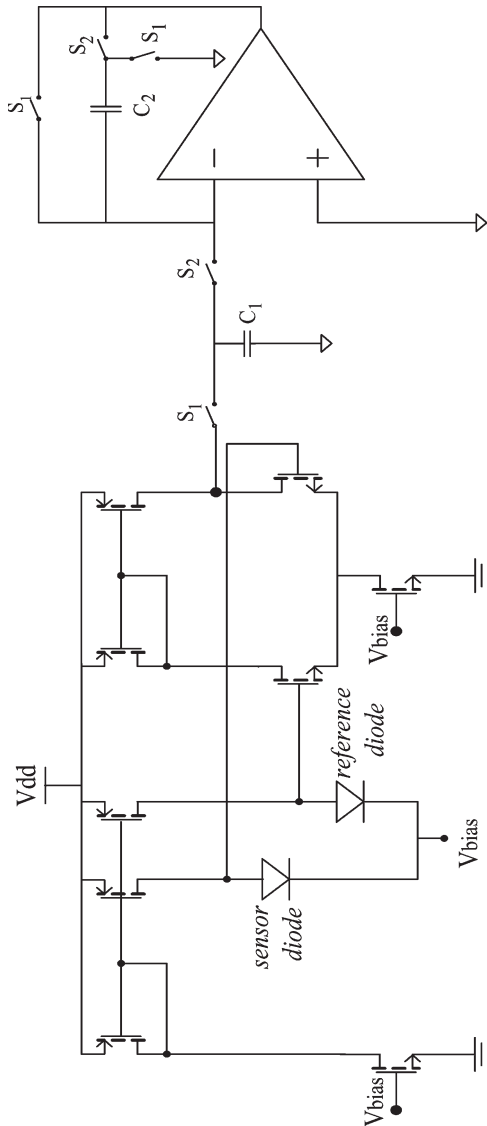 Vdd
sensor
diode
reference
diode
Vbias
Vbias
Vbias
S1
C1
S2
S1
C2
S2
S1
−
+